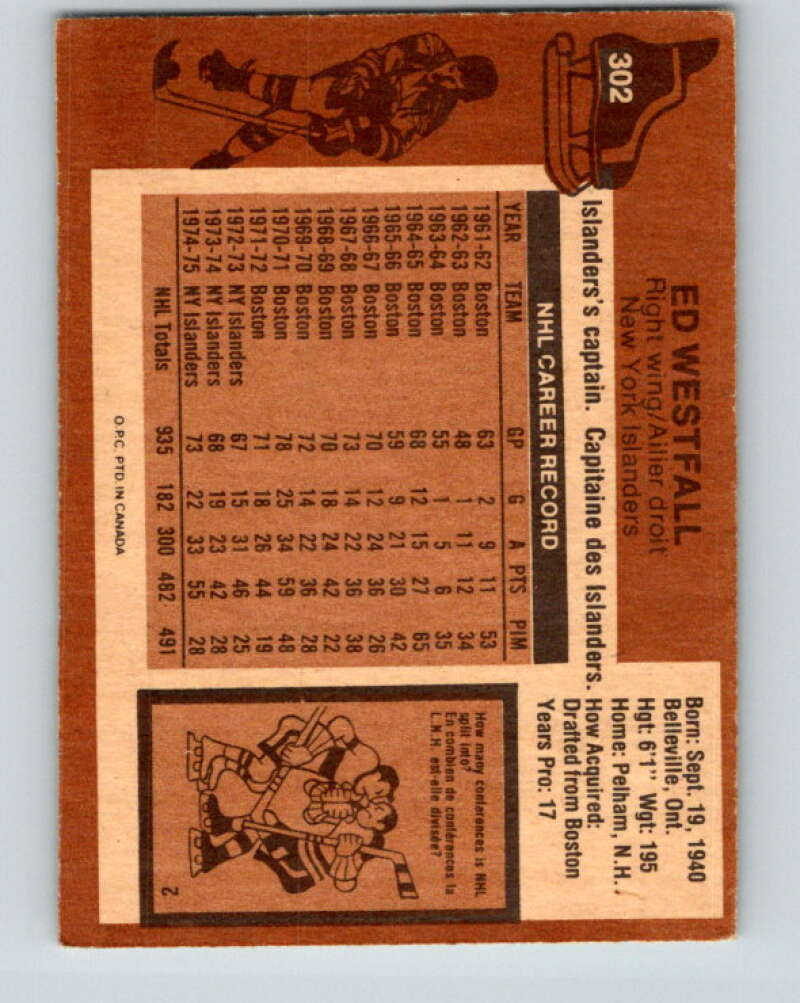 302
ED WESTFALL
Right wing/Ailier droit
New York Islanders
Born: Sept. 19, 1940
Belleville, Ont.
Hgt: 6'1" Wgt: 195
Home: Pelham, N.H.
How Acquired:
Drafted from Boston
Years Pro: 17
Islanders's captain. Capitaine des Islanders.
NHL CAREER RECORD
YEAR TEAM GP G A PTS PIM
1961-62 Boston 63 2 9 11 53
1962-63 Boston 48 1 11 12 34
1963-64 Boston 55 1 5 6 35
1964-65 Boston 68 12 15 27 65
1965-66 Boston 59 9 21 30 42
1966-67 Boston 70 12 24 36 26
1967-68 Boston 73 14 22 36 38
1968-69 Boston 70 18 24 42 22
1969-70 Boston 72 14 22 36 28
1970-71 Boston 78 25 34 59 48
1971-72 Boston 71 18 26 44 19
1972-73 NY Islanders 67 15 31 46 25
1973-74 NY Islanders 68 19 23 42 28
1974-75 NY Islanders 73 22 33 55 28
NHL Totals 935 182 300 482 491
How many conferences is NHL
split into?
En combien de conférences la
L.N.H. est-elle divisée?
2
O.P.C. PTD. IN CANADA